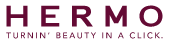 HERMO
TURNIN' BEAUTY IN A CLICK.